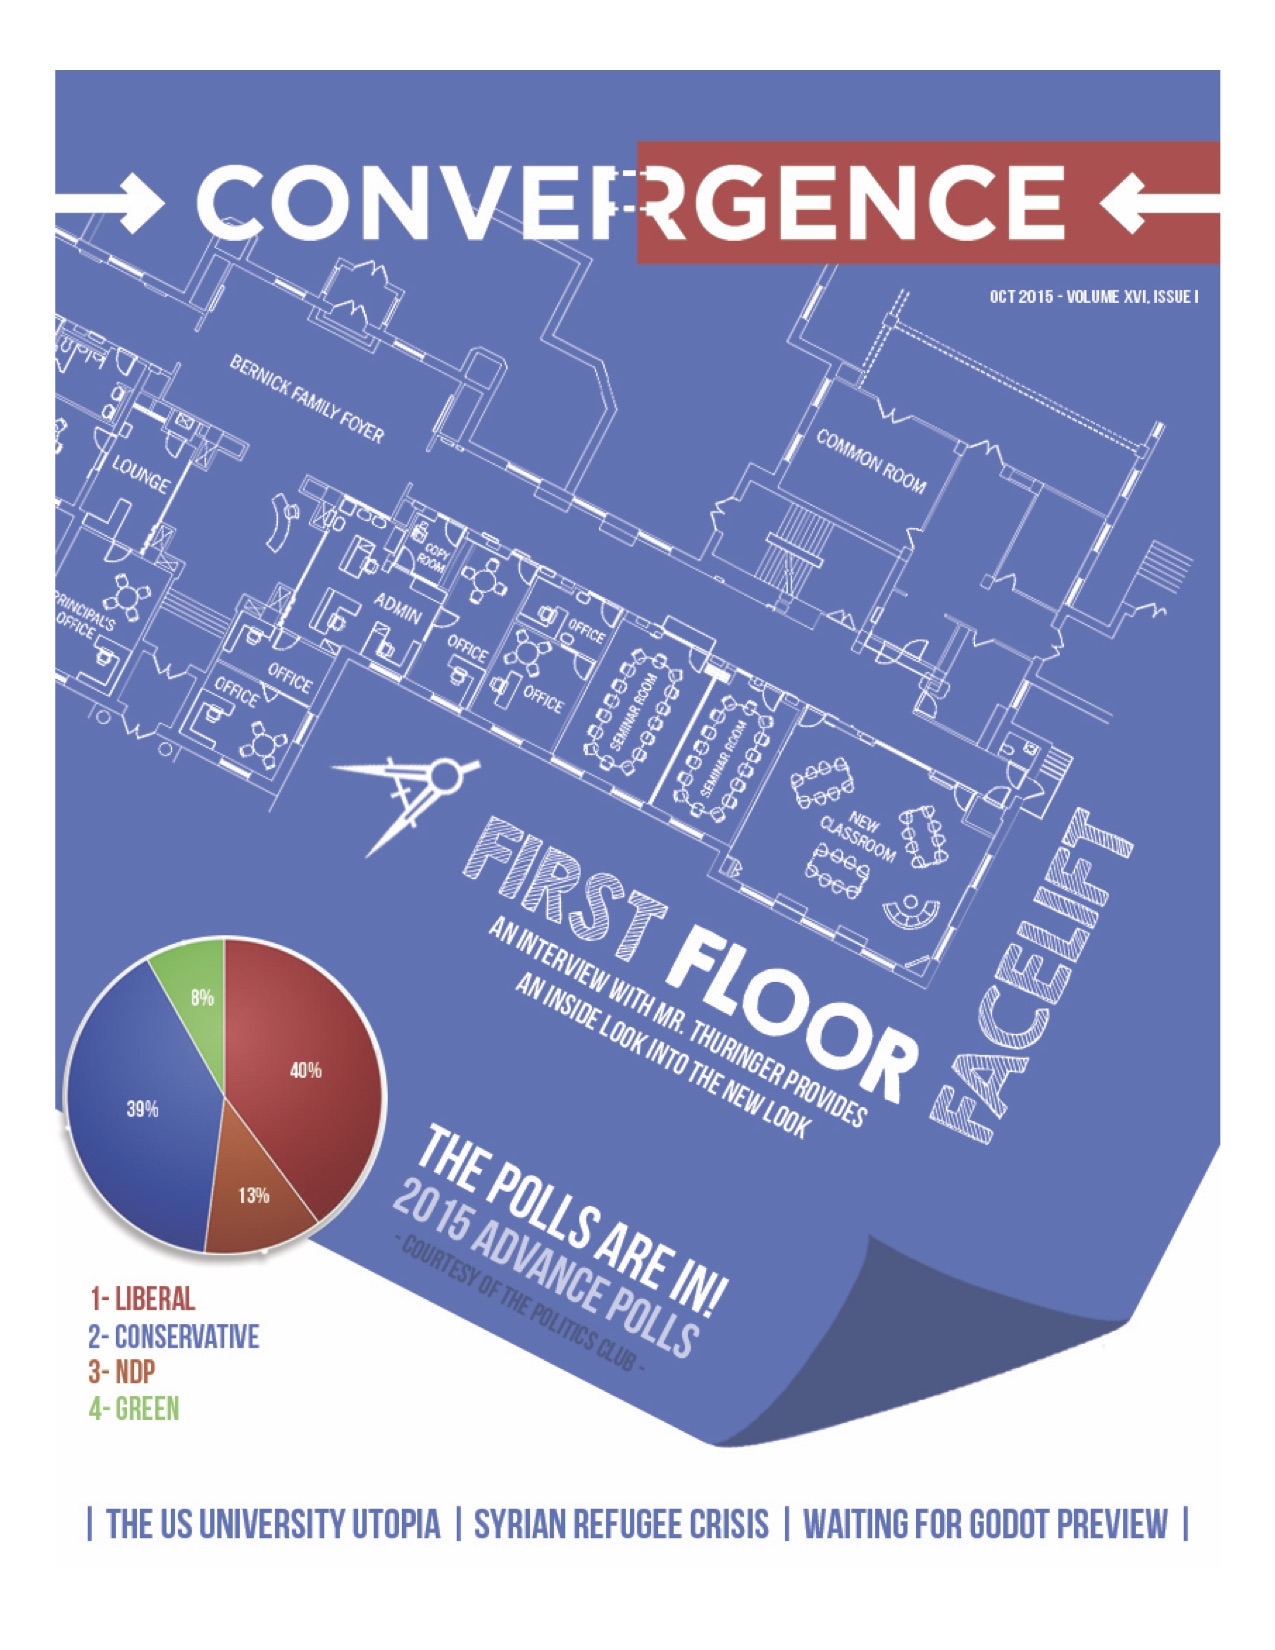 CONVERGENCE
OCT 2015 - VOLUME XVI, ISSUE I
BERNICK FAMILY FOYER
COMMON ROOM
LOUNGE
COPY
ROOM
ADMIN
PRINCIPAL'S
OFFICE
OFFICE
OFFICE
OFFICE
OFFICE
OFFICE
SEMINAR ROOM
SEMINAR ROOM
NEW
CLASSROOM
FIRST FLOOR
FACELIFT
AN INTERVIEW WITH MR. THURINGER PROVIDES
AN INSIDE LOOK INTO THE NEW LOOK
8%
40%
39%
13%
THE POLLS ARE IN!
2015 ADVANCE POLLS
- COURTESY OF THE POLITICS CLUB -
1- LIBERAL
2- CONSERVATIVE
3- NDP
4- GREEN
| THE US UNIVERSITY UTOPIA | SYRIAN REFUGEE CRISIS | WAITING FOR GODOT PREVIEW |